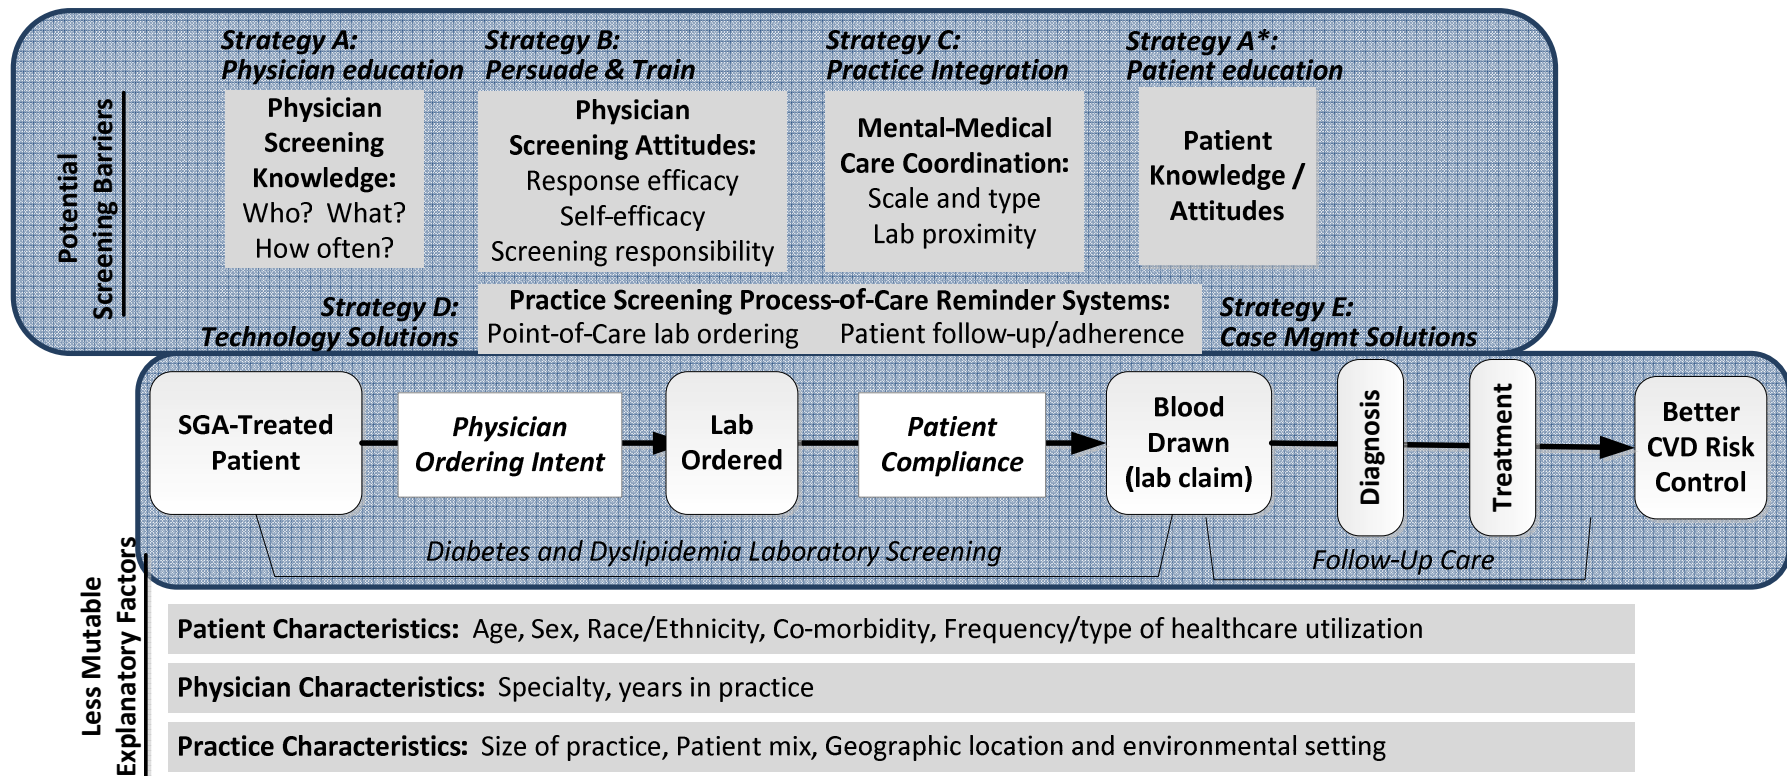 Strategy A:
Physician education
Strategy B:
Persuade & Train
Strategy C:
Practice Integration
Strategy A*:
Patient education
Potential
Screening Barriers
Physician
Screening
Knowledge:
Who?  What?
How often?
Physician
Screening Attitudes:
Response efficacy
Self-efficacy
Screening responsibility
Mental-Medical
Care Coordination:
Scale and type
Lab proximity
Patient
Knowledge /
Attitudes
Strategy D:
Technology Solutions
Practice Screening Process-of-Care Reminder Systems:
Point-of-Care lab ordering     Patient follow-up/adherence
Strategy E:
Case Mgmt Solutions
SGA-Treated
Patient
Physician
Ordering Intent
Lab
Ordered
Patient
Compliance
Blood
Drawn
(lab claim)
Diagnosis
Treatment
Better
CVD Risk
Control
Diabetes and Dyslipidemia Laboratory Screening
Follow-Up Care
Less Mutable
Explanatory Factors
Patient Characteristics:  Age, Sex, Race/Ethnicity, Co-morbidity, Frequency/type of healthcare utilization
Physician Characteristics:  Specialty, years in practice
Practice Characteristics:  Size of practice, Patient mix, Geographic location and environmental setting